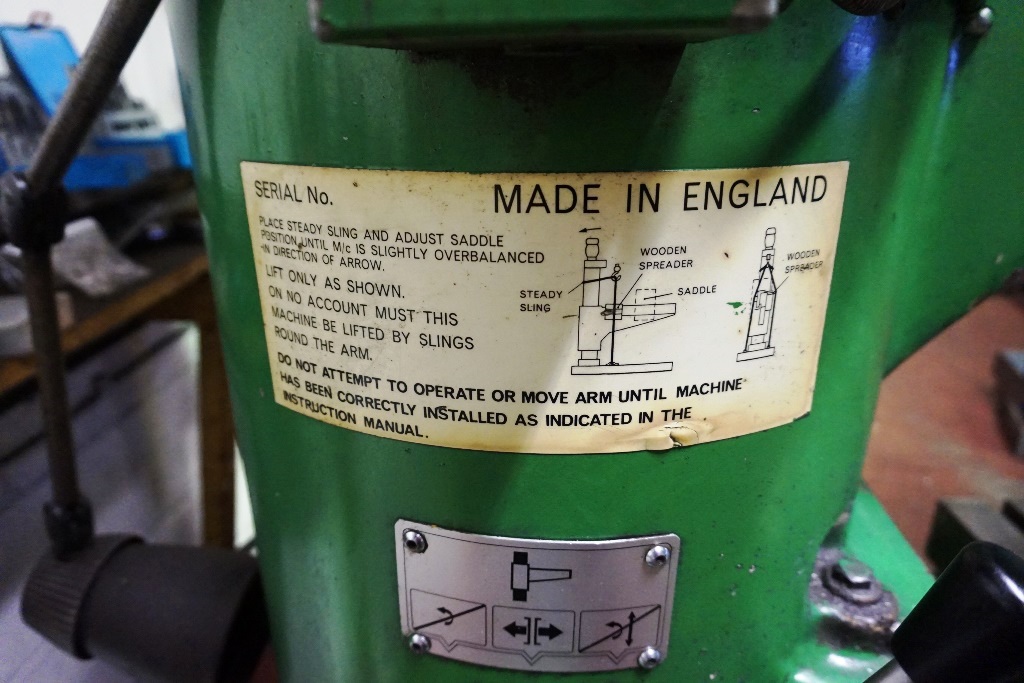 SERIAL No.
MADE IN ENGLAND
PLACE STEADY SLING AND ADJUST SADDLE
POSITION UNTIL M/c IS SLIGHTLY OVERBALANCED
IN DIRECTION OF ARROW.
LIFT ONLY AS SHOWN.
ON NO ACCOUNT MUST THIS
MACHINE BE LIFTED BY SLINGS
ROUND THE ARM.
STEADY
SLING
WOODEN
SPREADER
SADDLE
WOODEN
SPREADER
DO NOT ATTEMPT TO OPERATE OR MOVE ARM UNTIL MACHINE
HAS BEEN CORRECTLY INSTALLED AS INDICATED IN THE
INSTRUCTION MANUAL.